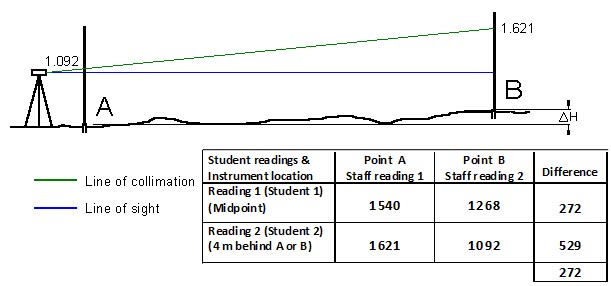 1.621
1.092
A
B
△H
Line of collimation
Line of sight
Student readings & Instrument location Point A Staff reading 1 Point B Staff reading 2 Difference
Reading 1 (Student 1) (Midpoint) 1540 1268 272
Reading 2 (Student 2) (4 m behind A or B) 1621 1092 529
272